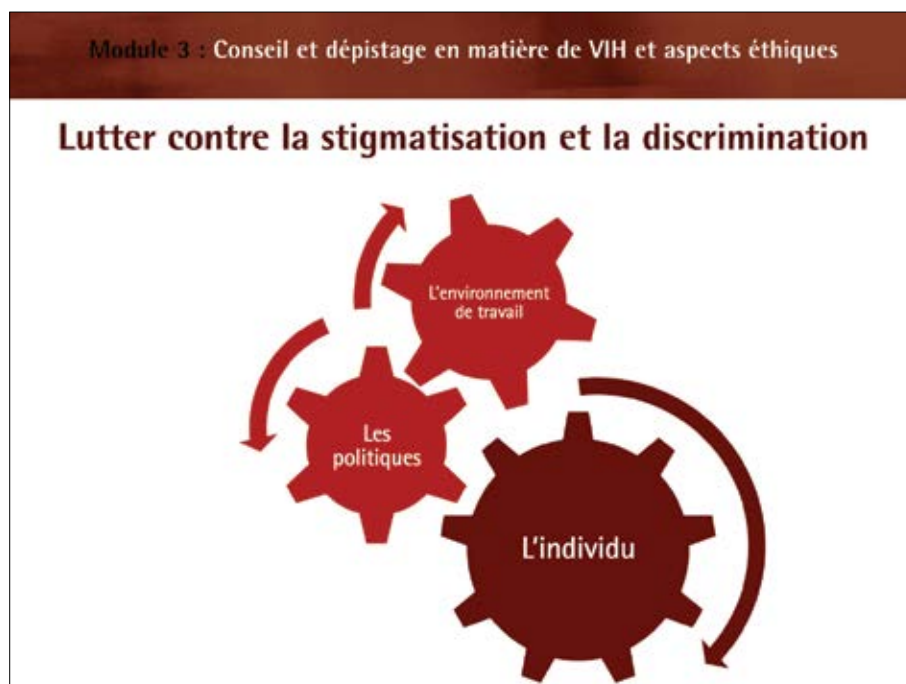 Module 3 : Conseil et dépistage en matière de VIH et aspects éthiques
Lutter contre la stigmatisation et la discrimination
L'environnement
de travail
Les
politiques
L'individu